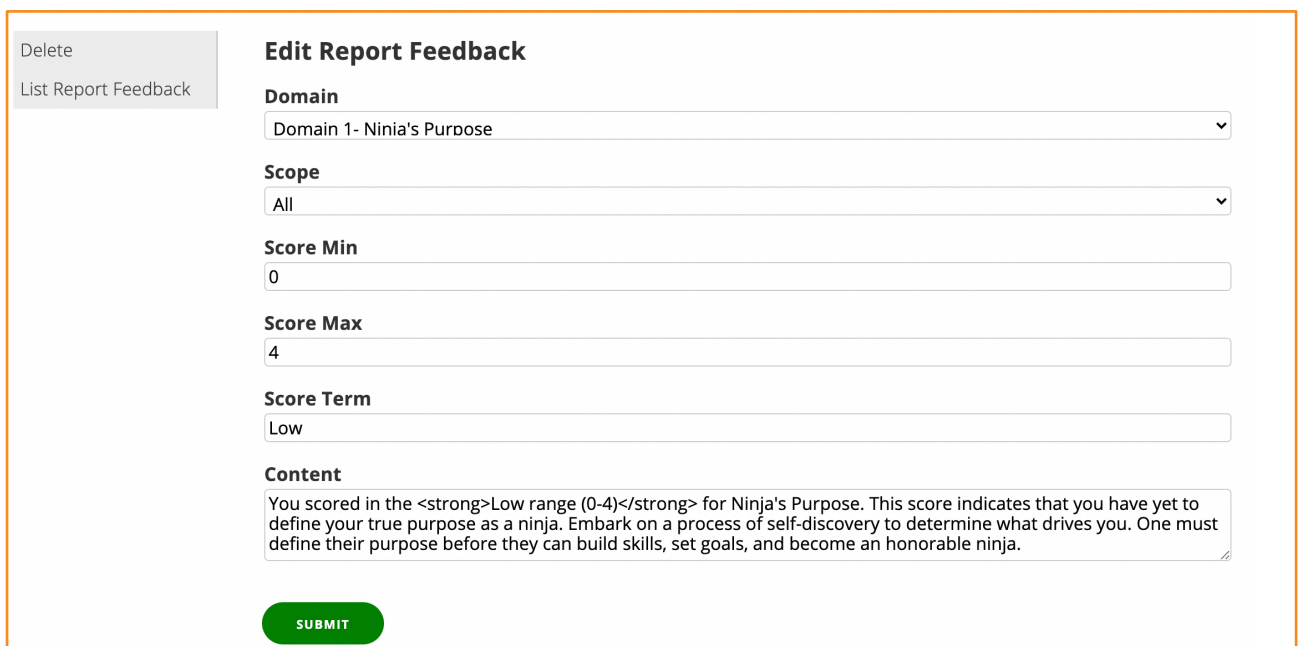 Delete
List Report Feedback
Edit Report Feedback
Domain
Domain 1- Ninja's Purpose
Scope
All
Score Min
0
Score Max
4
Score Term
Low
Content
You scored in the <strong>Low range (0-4)</strong> for Ninja's Purpose. This score indicates that you have yet to
define your true purpose as a ninja. Embark on a process of self-discovery to determine what drives you. One must
define their purpose before they can build skills, set goals, and become an honorable ninja.
SUBMIT